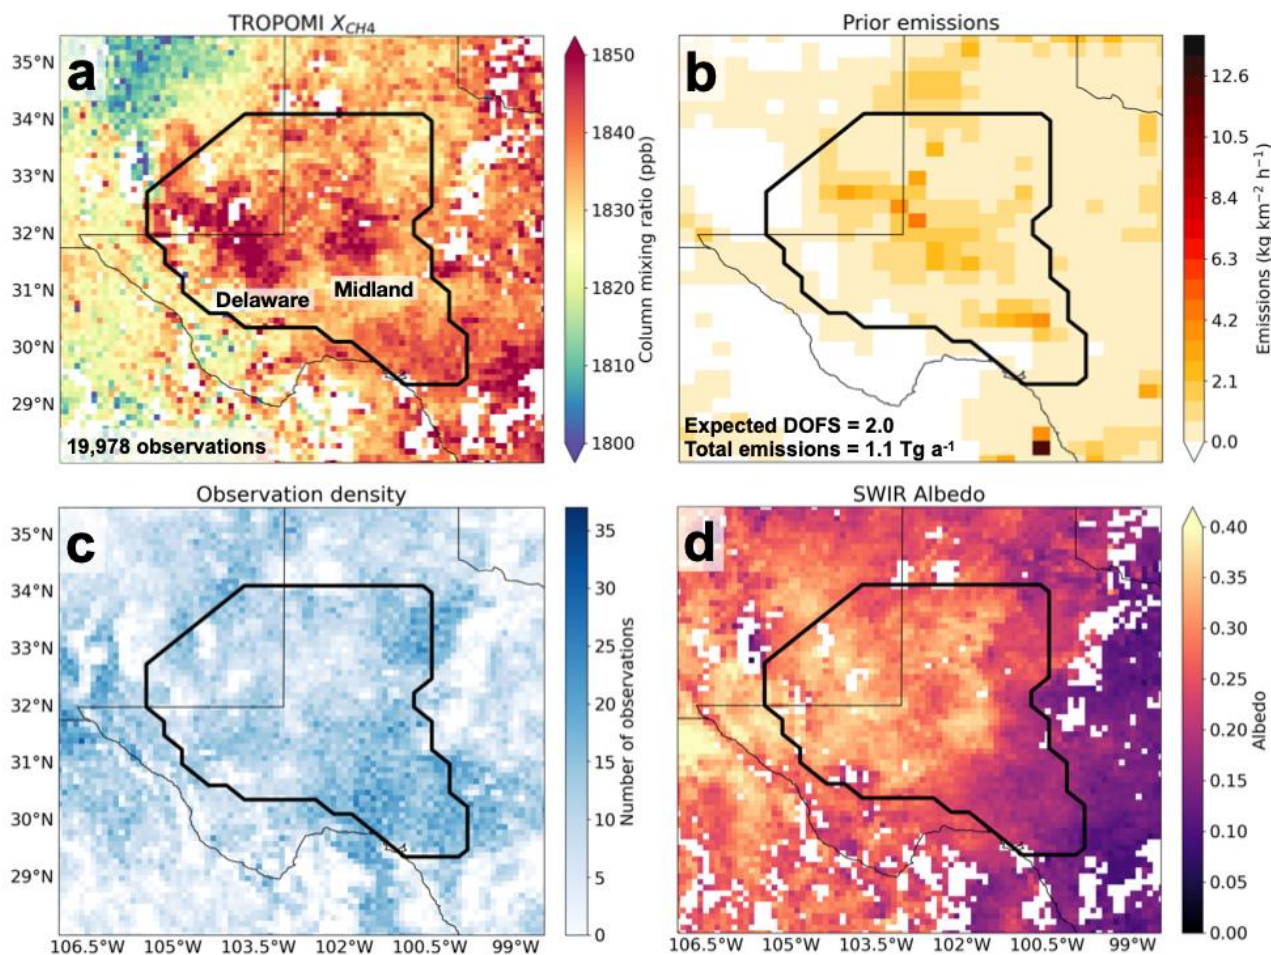 TROPOMI X_CH4
Prior emissions
a
b
35°N
34°N
33°N
32°N
31°N
30°N
29°N
Delaware
Midland
19,978 observations
1850
1840
1830
1820
1810
1800
Column mixing ratio (ppb)
Expected DOFS = 2.0
Total emissions = 1.1 Tg a⁻¹
12.6
10.5
8.4
6.3
4.2
2.1
0.0
Emissions (kg km⁻² h⁻¹)
Observation density
SWIR Albedo
c
d
35°N
34°N
33°N
32°N
31°N
30°N
29°N
106.5°W 105°W 103.5°W 102°W 100.5°W 99°W
35
30
25
20
15
10
5
0
Number of observations
106.5°W 105°W 103.5°W 102°W 100.5°W 99°W
0.40
0.35
0.30
0.25
0.20
0.15
0.10
0.05
0.00
Albedo